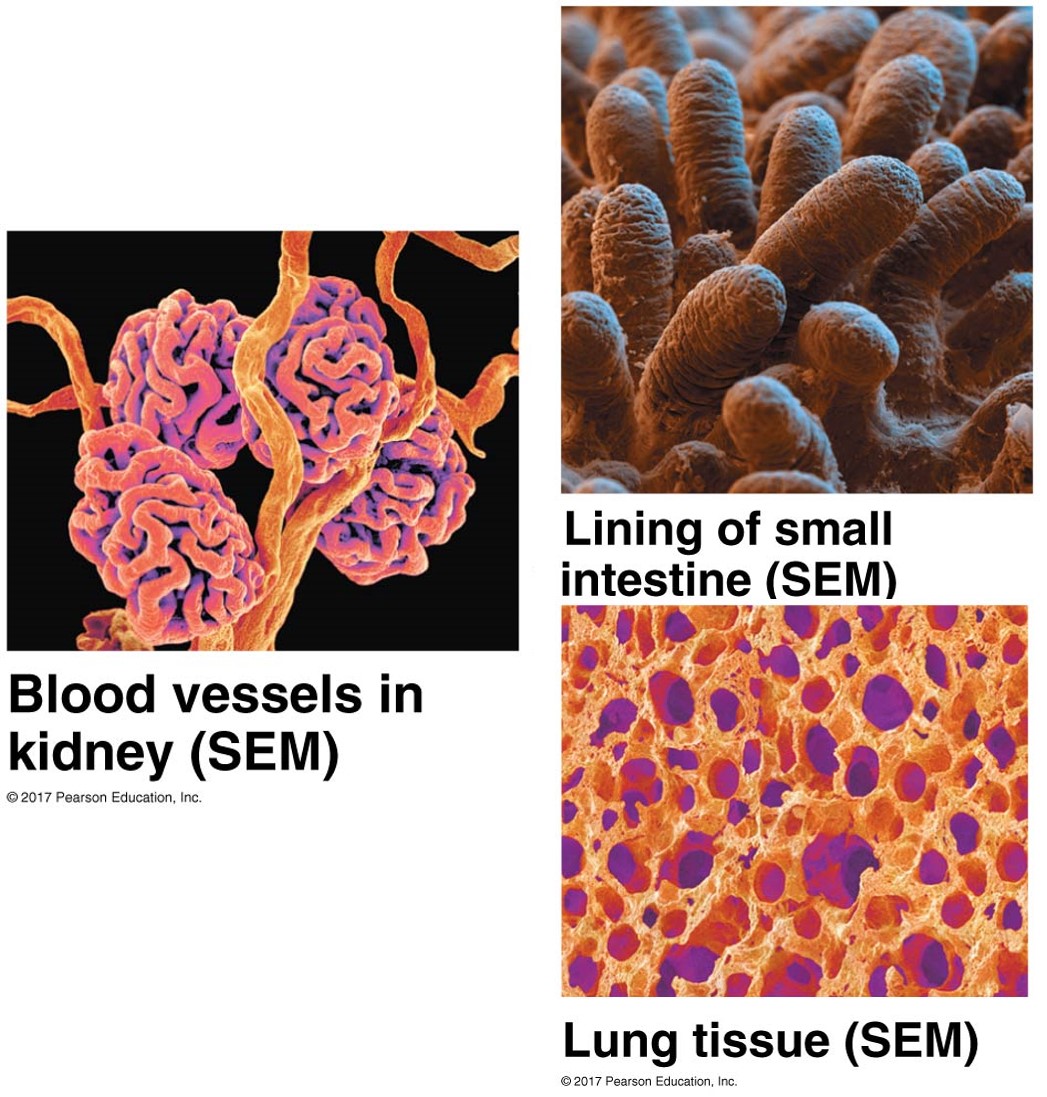 Blood vessels in
kidney (SEM)
© 2017 Pearson Education, Inc.
Lining of small
intestine (SEM)
Lung tissue (SEM)
© 2017 Pearson Education, Inc.